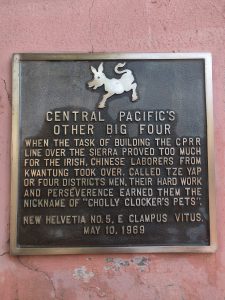 CENTRAL PACIFIC'S
OTHER BIG FOUR
WHEN THE TASK OF BUILDING THE CPRR
LINE OVER THE SIERRA PROVED TOO MUCH
FOR THE IRISH, CHINESE LABORERS FROM
KWANTUNG TOOK OVER. CALLED TZE YAP
OR FOUR DISTRICTS MEN, THEIR HARD WORK
AND PERSEVERENCE EARNED THEM THE
NICKNAME OF "CHOLLY CLOCKER'S PETS".
NEW HELVETIA NO. 5, E CLAMPUS VITUS.
MAY 10, 1969